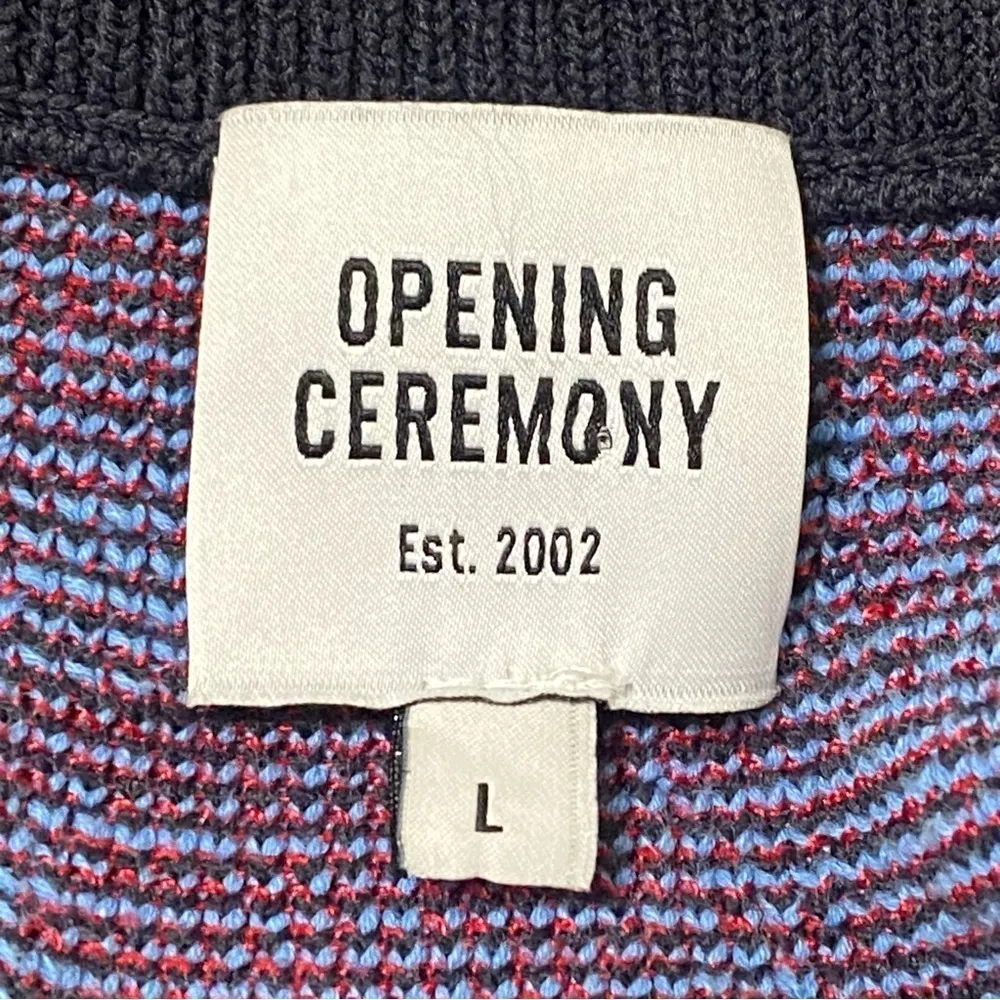 OPENING
CEREMONY
Est. 2002
L